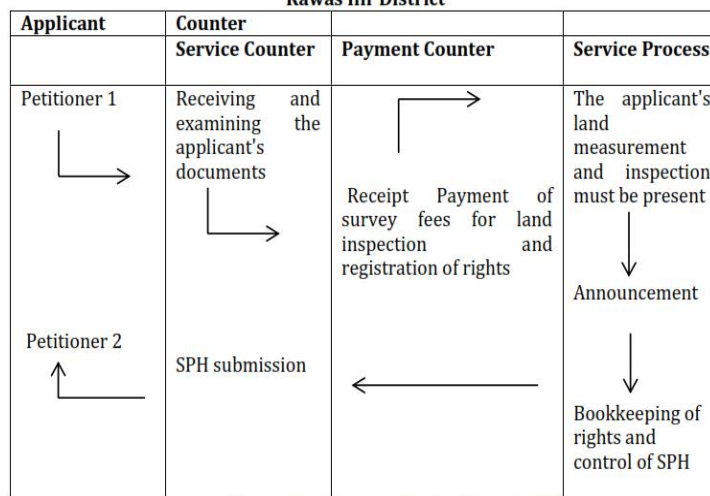 Rawas Ilir District
Applicant
Counter
Service Counter
Payment Counter
Service Process
Petitioner 1
Receiving and
examining the
applicant's
documents
Receipt Payment of
survey fees for land
inspection and
registration of rights
The applicant's
land
measurement
and inspection
must be present
Announcement
Bookkeeping of
rights and
control of SPH
SPH submission
Petitioner 2